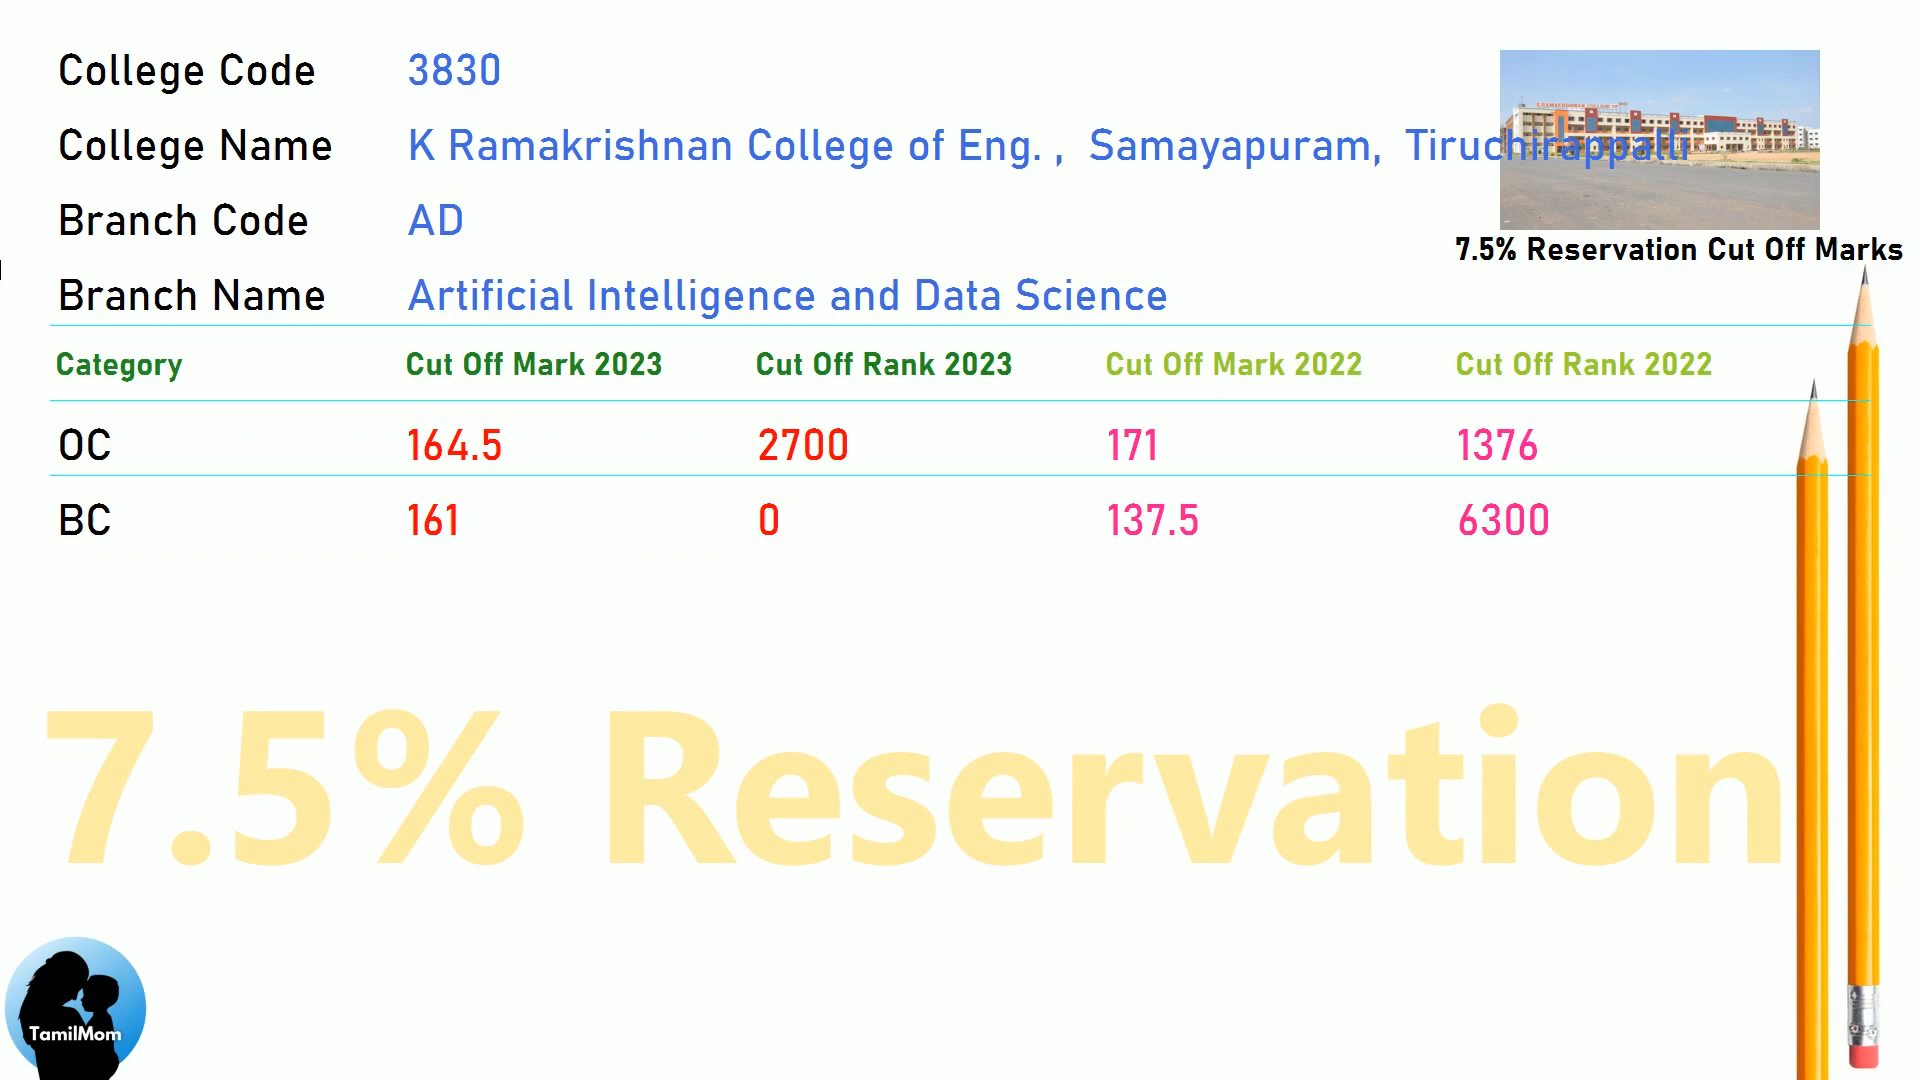 College Code 3830
College Name K Ramakrishnan College of Eng. , Samayapuram, Tiruchirappalli
Branch Code AD
7.5% Reservation Cut Off Marks
Branch Name Artificial Intelligence and Data Science
Category Cut Off Mark 2023 Cut Off Rank 2023 Cut Off Mark 2022 Cut Off Rank 2022
OC 164.5 2700 171 1376
BC 161 0 137.5 6300
7.5% Reservation
TamilMom